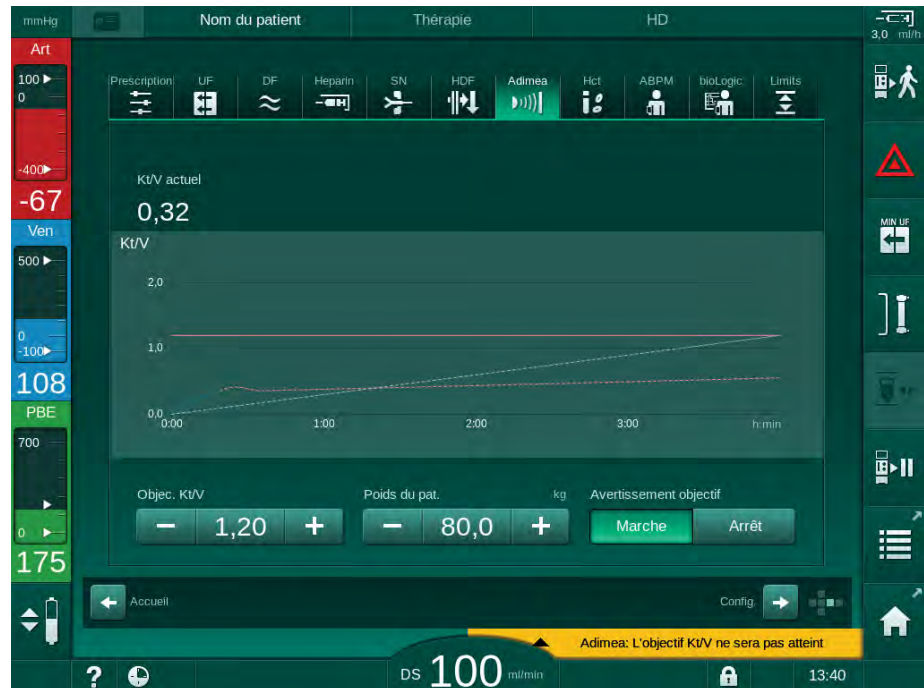 mmHg
Nom du patient
Thérapie
HD
3,0 ml/h
Art
100
0
-400
-67
Ven
500
0
-100
108
PBE
700
0
175
Prescription
UF
DF
Heparin
SN
HDF
Adimea
Hct
ABPM
bioLogic
Limits
MIN UF
Kt/V actuel
0,32
Kt/V
2,0
1,0
0,0
0:00
1:00
2:00
3:00
h:min
Objec. Kt/V
Poids du pat.
kg
Avertissement objectif
− 1,20 +
− 80,0 +
Marche
Arrêt
Accueil
Config.
Adimea: L'objectif Kt/V ne sera pas atteint
? DS 100 ml/min
13:40